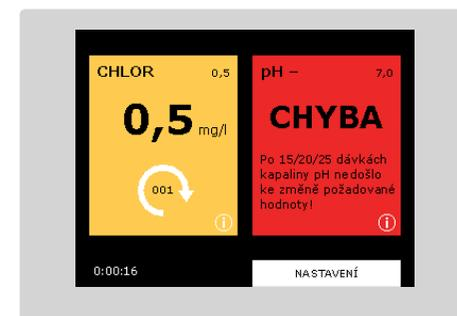 CHLOR 0,5
0,5 mg/l
001
i
pH – 7,0
CHYBA
Po 15/20/25 dávkách
kapaliny pH nedošlo
ke změně požadované
hodnoty!
i
0:00:16
NASTAVENÍ